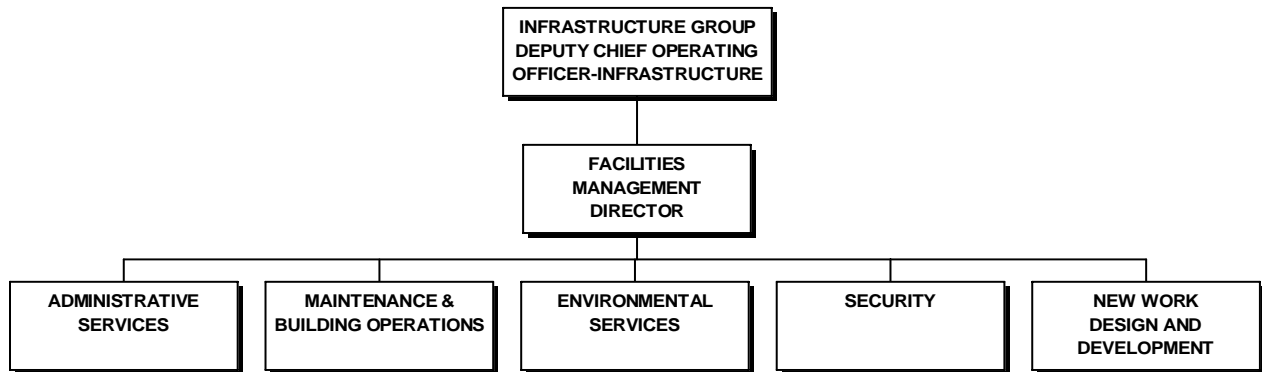 INFRASTRUCTURE GROUP
DEPUTY CHIEF OPERATING
OFFICER-INFRASTRUCTURE
FACILITIES
MANAGEMENT
DIRECTOR
ADMINISTRATIVE
SERVICES
MAINTENANCE &
BUILDING OPERATIONS
ENVIRONMENTAL
SERVICES
SECURITY
NEW WORK
DESIGN AND
DEVELOPMENT